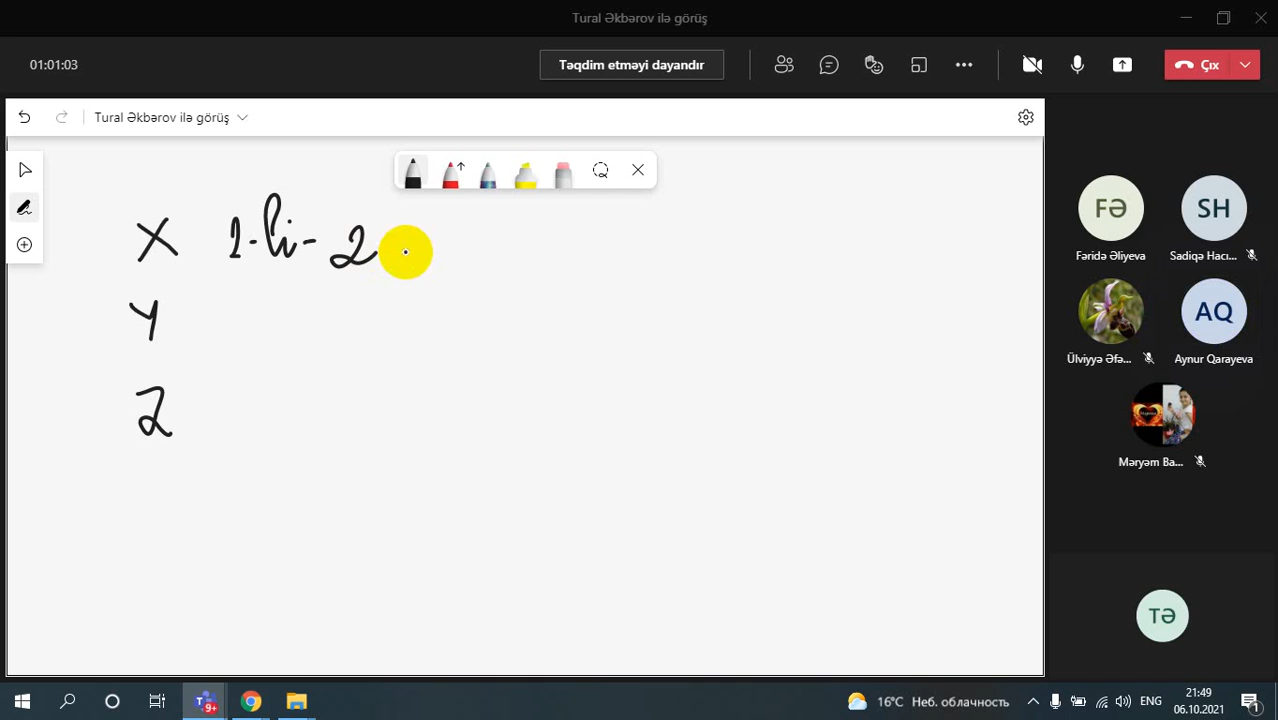 Tural Əkbərov ilə görüş
01:01:03
Təqdim etməyi dayandır
Çıx
Tural Əkbərov ilə görüş
X 1-li- 2
Y
Z
FƏ
SH
Fəridə Əliyeva
Sadiqə Hacı...
AQ
Ülviyyə Əfə...
Aynur Qarayeva
Məryəm Ba...
TƏ
9+
16°C Неб. облачность
ENG
21:49
06.10.2021
1